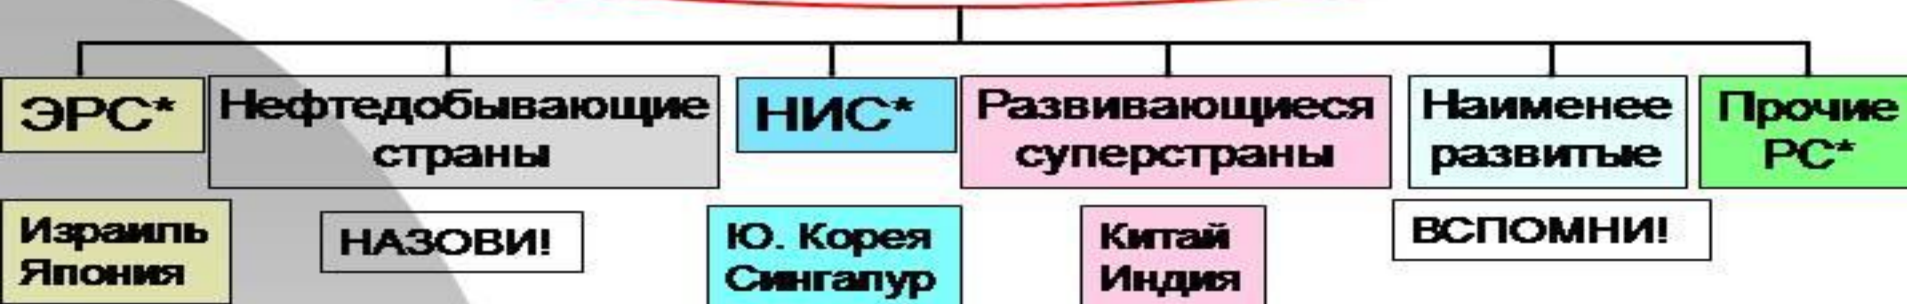 ЭРС*
Нефтедобывающие
страны
НИС*
Развивающиеся
суперстраны
Наименее
развитые
Прочие
РС*
Израиль
Япония
НАЗОВИ!
Ю. Корея
Сингапур
Китай
Индия
ВСПОМНИ!